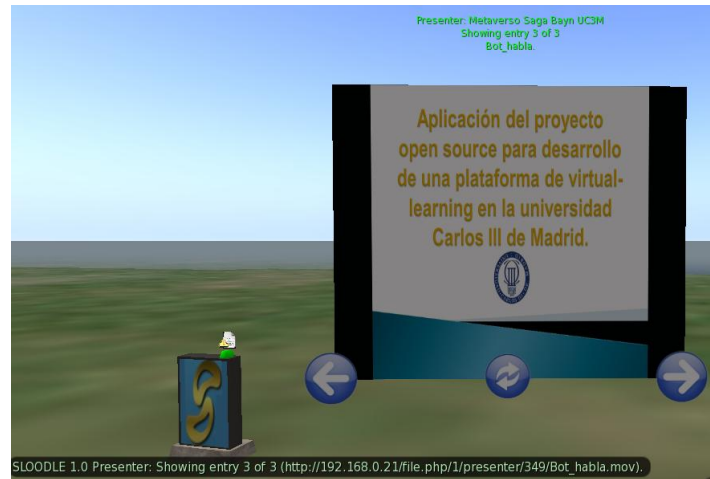 Presenter: Metaverso Saga Bayn UC3M
Showing entry 3 of 3
Bot_habla.
Aplicación del proyecto
open source para desarrollo
de una plataforma de virtual-
learning en la universidad
Carlos III de Madrid.
SLOODLE 1.0 Presenter: Showing entry 3 of 3 (http://192.168.0.21/file.php/1/presenter/349/Bot_habla.mov).